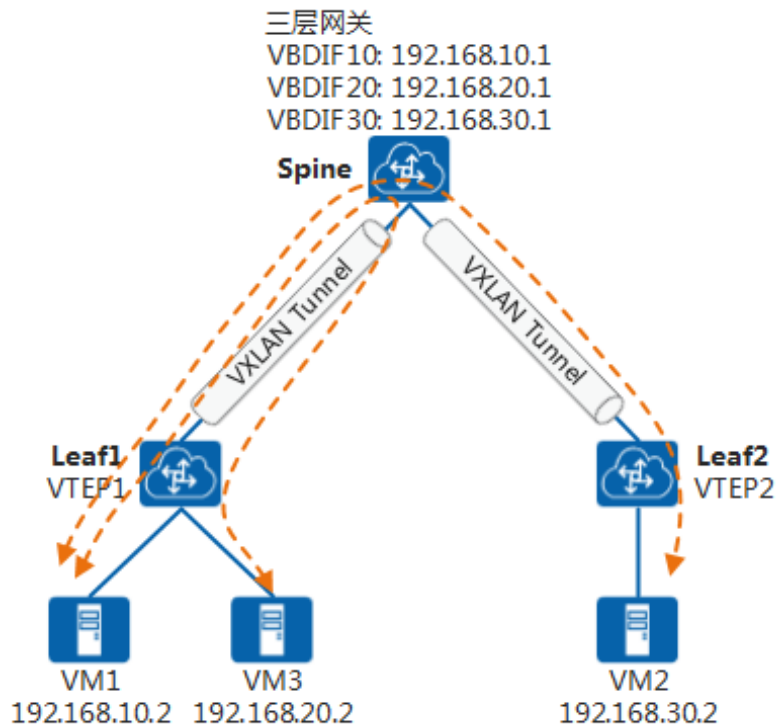 三层网关
VBDIF10: 192.168.10.1
VBDIF20: 192.168.20.1
VBDIF30: 192.168.30.1
Spine
VXLAN Tunnel
VXLAN Tunnel
Leaf1
VTEP1
Leaf2
VTEP2
VM1
192.168.10.2
VM3
192.168.20.2
VM2
192.168.30.2